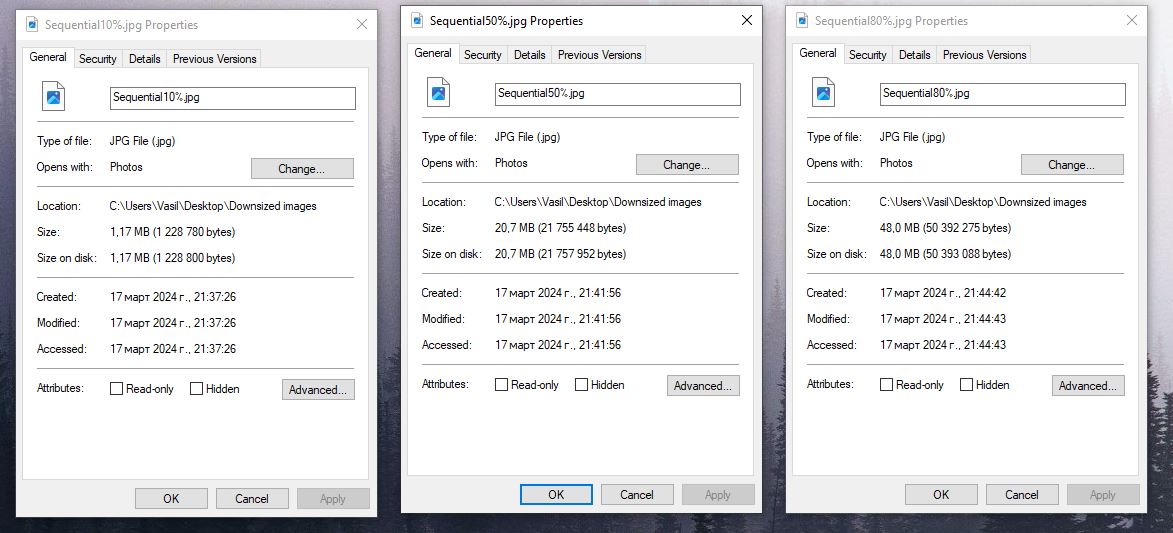 Sequential10%.jpg Properties
General Security Details Previous Versions
Sequential10%.jpg
Type of file: JPG File (.jpg)
Opens with: Photos Change...
Location: C:\Users\Vasil\Desktop\Downsized images
Size: 1,17 MB (1 228 780 bytes)
Size on disk: 1,17 MB (1 228 800 bytes)
Created: 17 март 2024 г., 21:37:26
Modified: 17 март 2024 г., 21:37:26
Accessed: 17 март 2024 г., 21:37:26
Attributes: Read-only Hidden Advanced...
OK Cancel Apply
Sequential50%.jpg Properties
General Security Details Previous Versions
Sequential50%.jpg
Type of file: JPG File (.jpg)
Opens with: Photos Change...
Location: C:\Users\Vasil\Desktop\Downsized images
Size: 20,7 MB (21 755 448 bytes)
Size on disk: 20,7 MB (21 757 952 bytes)
Created: 17 март 2024 г., 21:41:56
Modified: 17 март 2024 г., 21:41:56
Accessed: 17 март 2024 г., 21:41:56
Attributes: Read-only Hidden Advanced...
OK Cancel Apply
Sequential80%.jpg Properties
General Security Details Previous Versions
Sequential80%.jpg
Type of file: JPG File (.jpg)
Opens with: Photos Change...
Location: C:\Users\Vasil\Desktop\Downsized images
Size: 48,0 MB (50 392 275 bytes)
Size on disk: 48,0 MB (50 393 088 bytes)
Created: 17 март 2024 г., 21:44:42
Modified: 17 март 2024 г., 21:44:43
Accessed: 17 март 2024 г., 21:44:43
Attributes: Read-only Hidden Advanced...
OK Cancel Apply